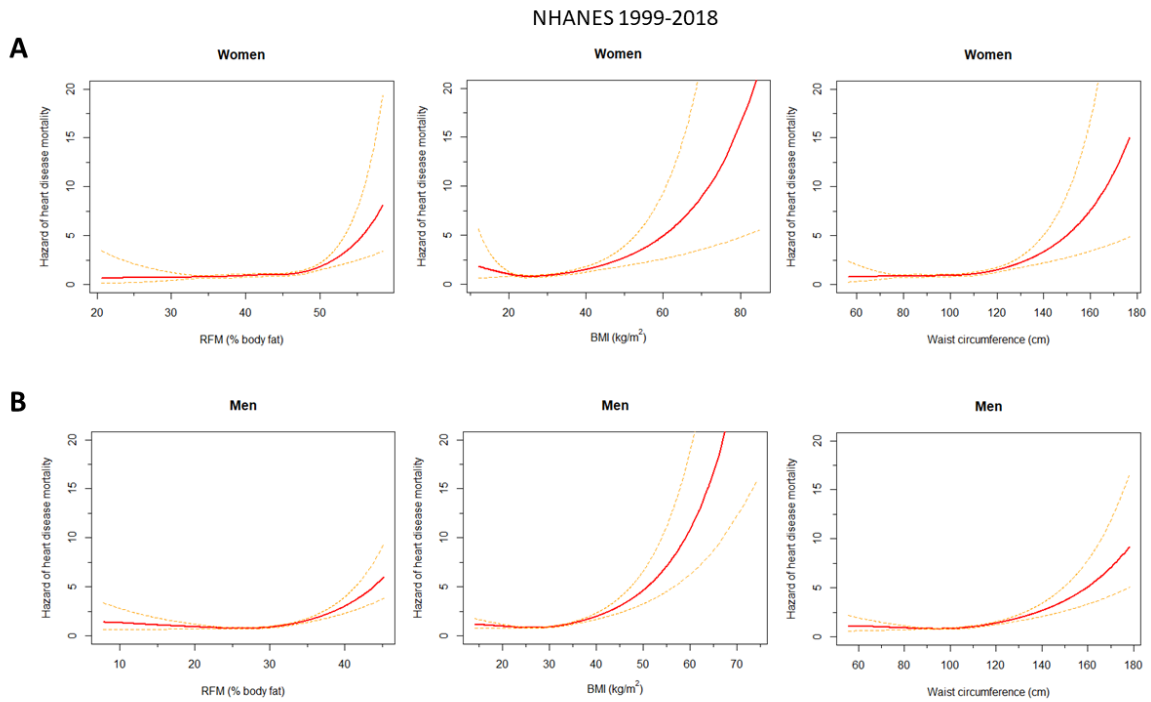 NHANES 1999-2018
A
Women
Women
Women
Hazard of heart disease mortality
20
15
10
5
0
20
30
40
50
RFM (% body fat)
Hazard of heart disease mortality
20
15
10
5
0
20
40
60
80
BMI (kg/m²)
Hazard of heart disease mortality
20
15
10
5
0
60
80
100
120
140
160
180
Waist circumference (cm)
B
Men
Men
Men
Hazard of heart disease mortality
20
15
10
5
0
10
20
30
40
RFM (% body fat)
Hazard of heart disease mortality
20
15
10
5
0
20
30
40
50
60
70
BMI (kg/m²)
Hazard of heart disease mortality
20
15
10
5
0
60
80
100
120
140
160
180
Waist circumference (cm)